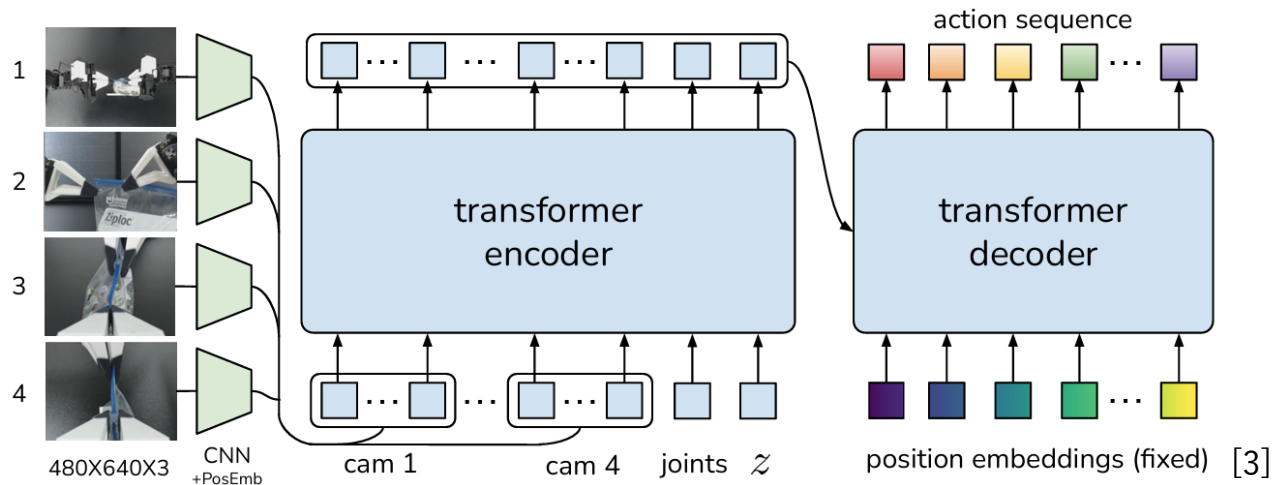 1
2
3
4
Ziploc
480X640X3
CNN
+PosEmb
transformer
encoder
cam 1
cam 4
joints
z
action sequence
transformer
decoder
position embeddings (fixed)
[3]